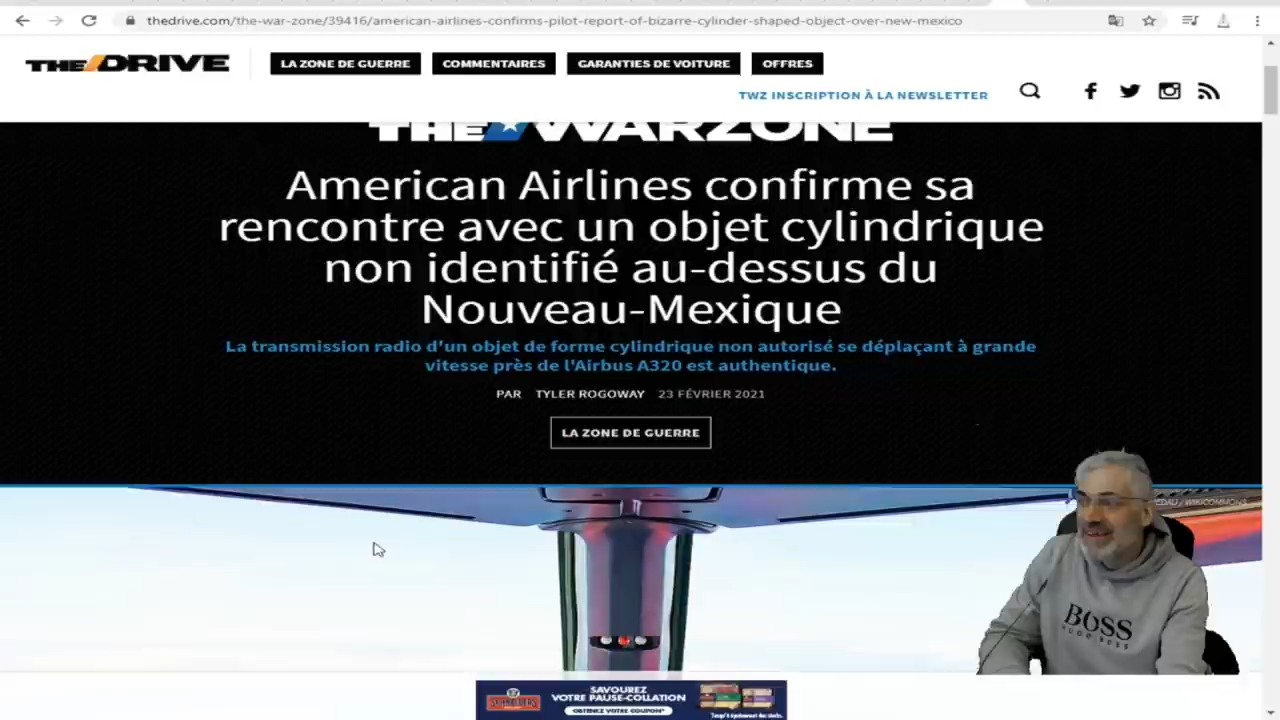 thedrive.com/the-war-zone/39416/american-airlines-confirms-pilot-report-of-bizarre-cylinder-shaped-object-over-new-mexico
THE/DRIVE
LA ZONE DE GUERRE
COMMENTAIRES
GARANTIES DE VOITURE
OFFRES
TWZ INSCRIPTION À LA NEWSLETTER
THE WARZONE
American Airlines confirme sa
rencontre avec un objet cylindrique
non identifié au-dessus du
Nouveau-Mexique
La transmission radio d'un objet de forme cylindrique non autorisé se déplaçant à grande
vitesse près de l'Airbus A320 est authentique.
PAR TYLER ROGOWAY 23 FÉVRIER 2021
LA ZONE DE GUERRE
EDAU / WIKICOMMONS
BOSS
HUGO BOSS
SAVOUREZ
VOTRE PAUSE-COLLATION
OBTENEZ VOTRE COUPON*